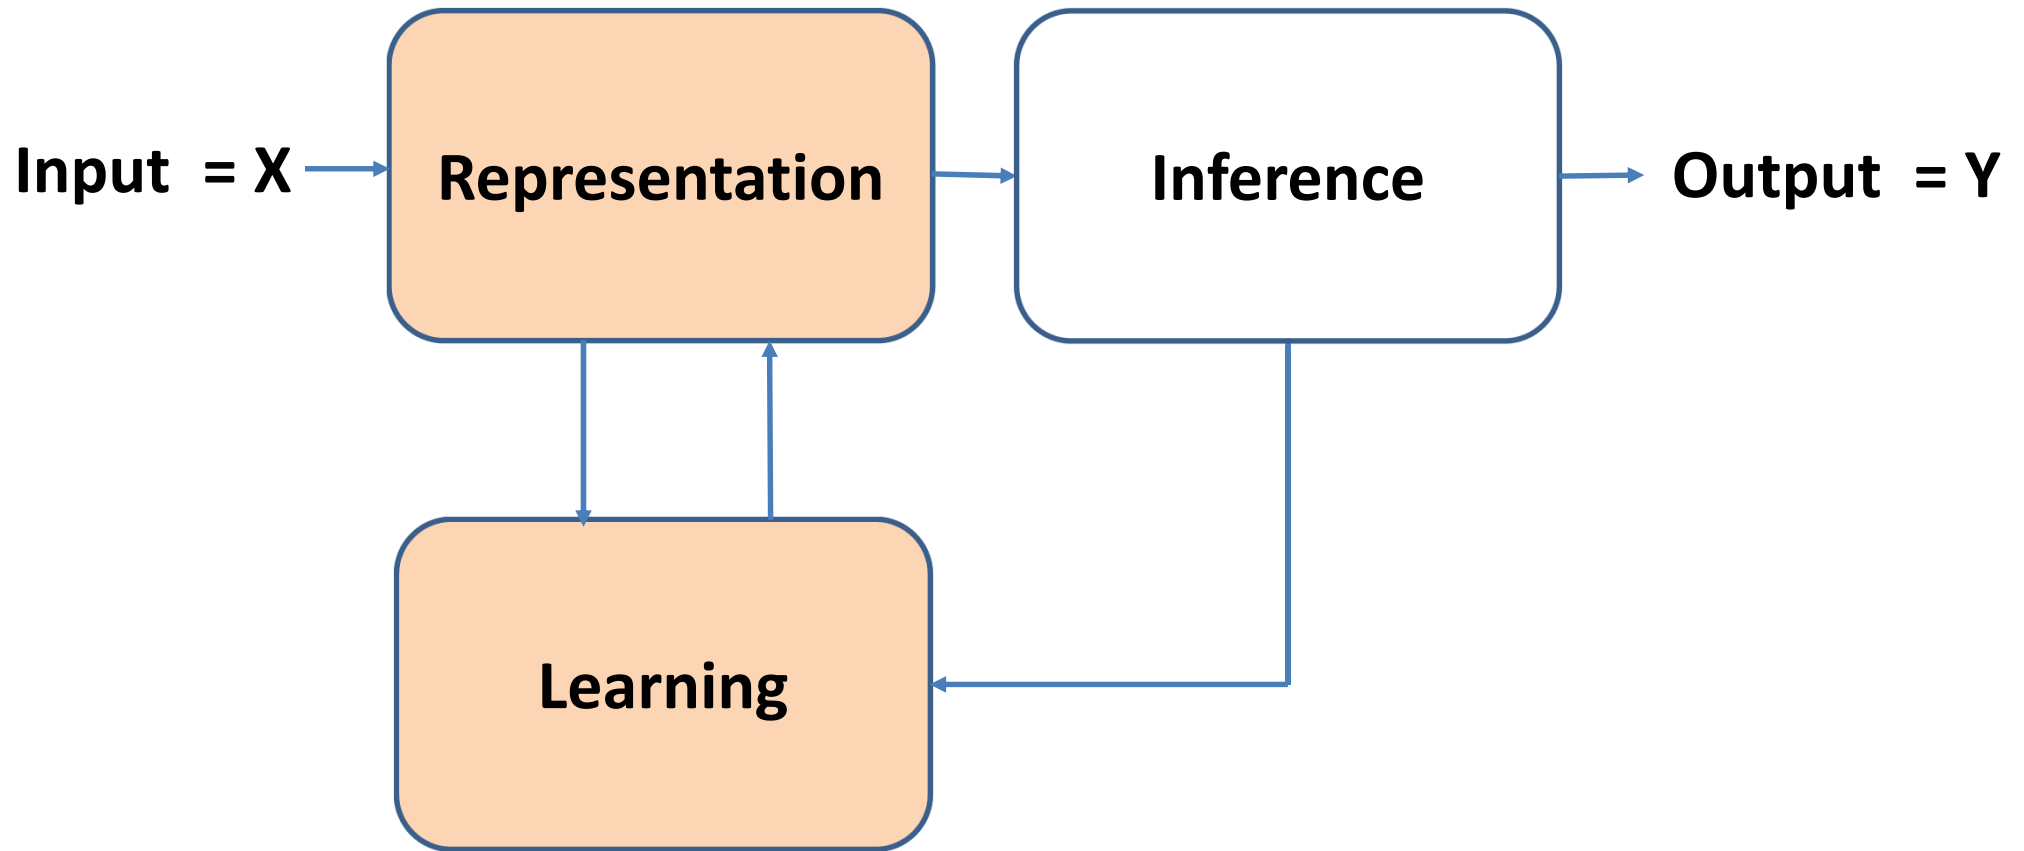 Input = X
Representation
Inference
Output = Y
Learning